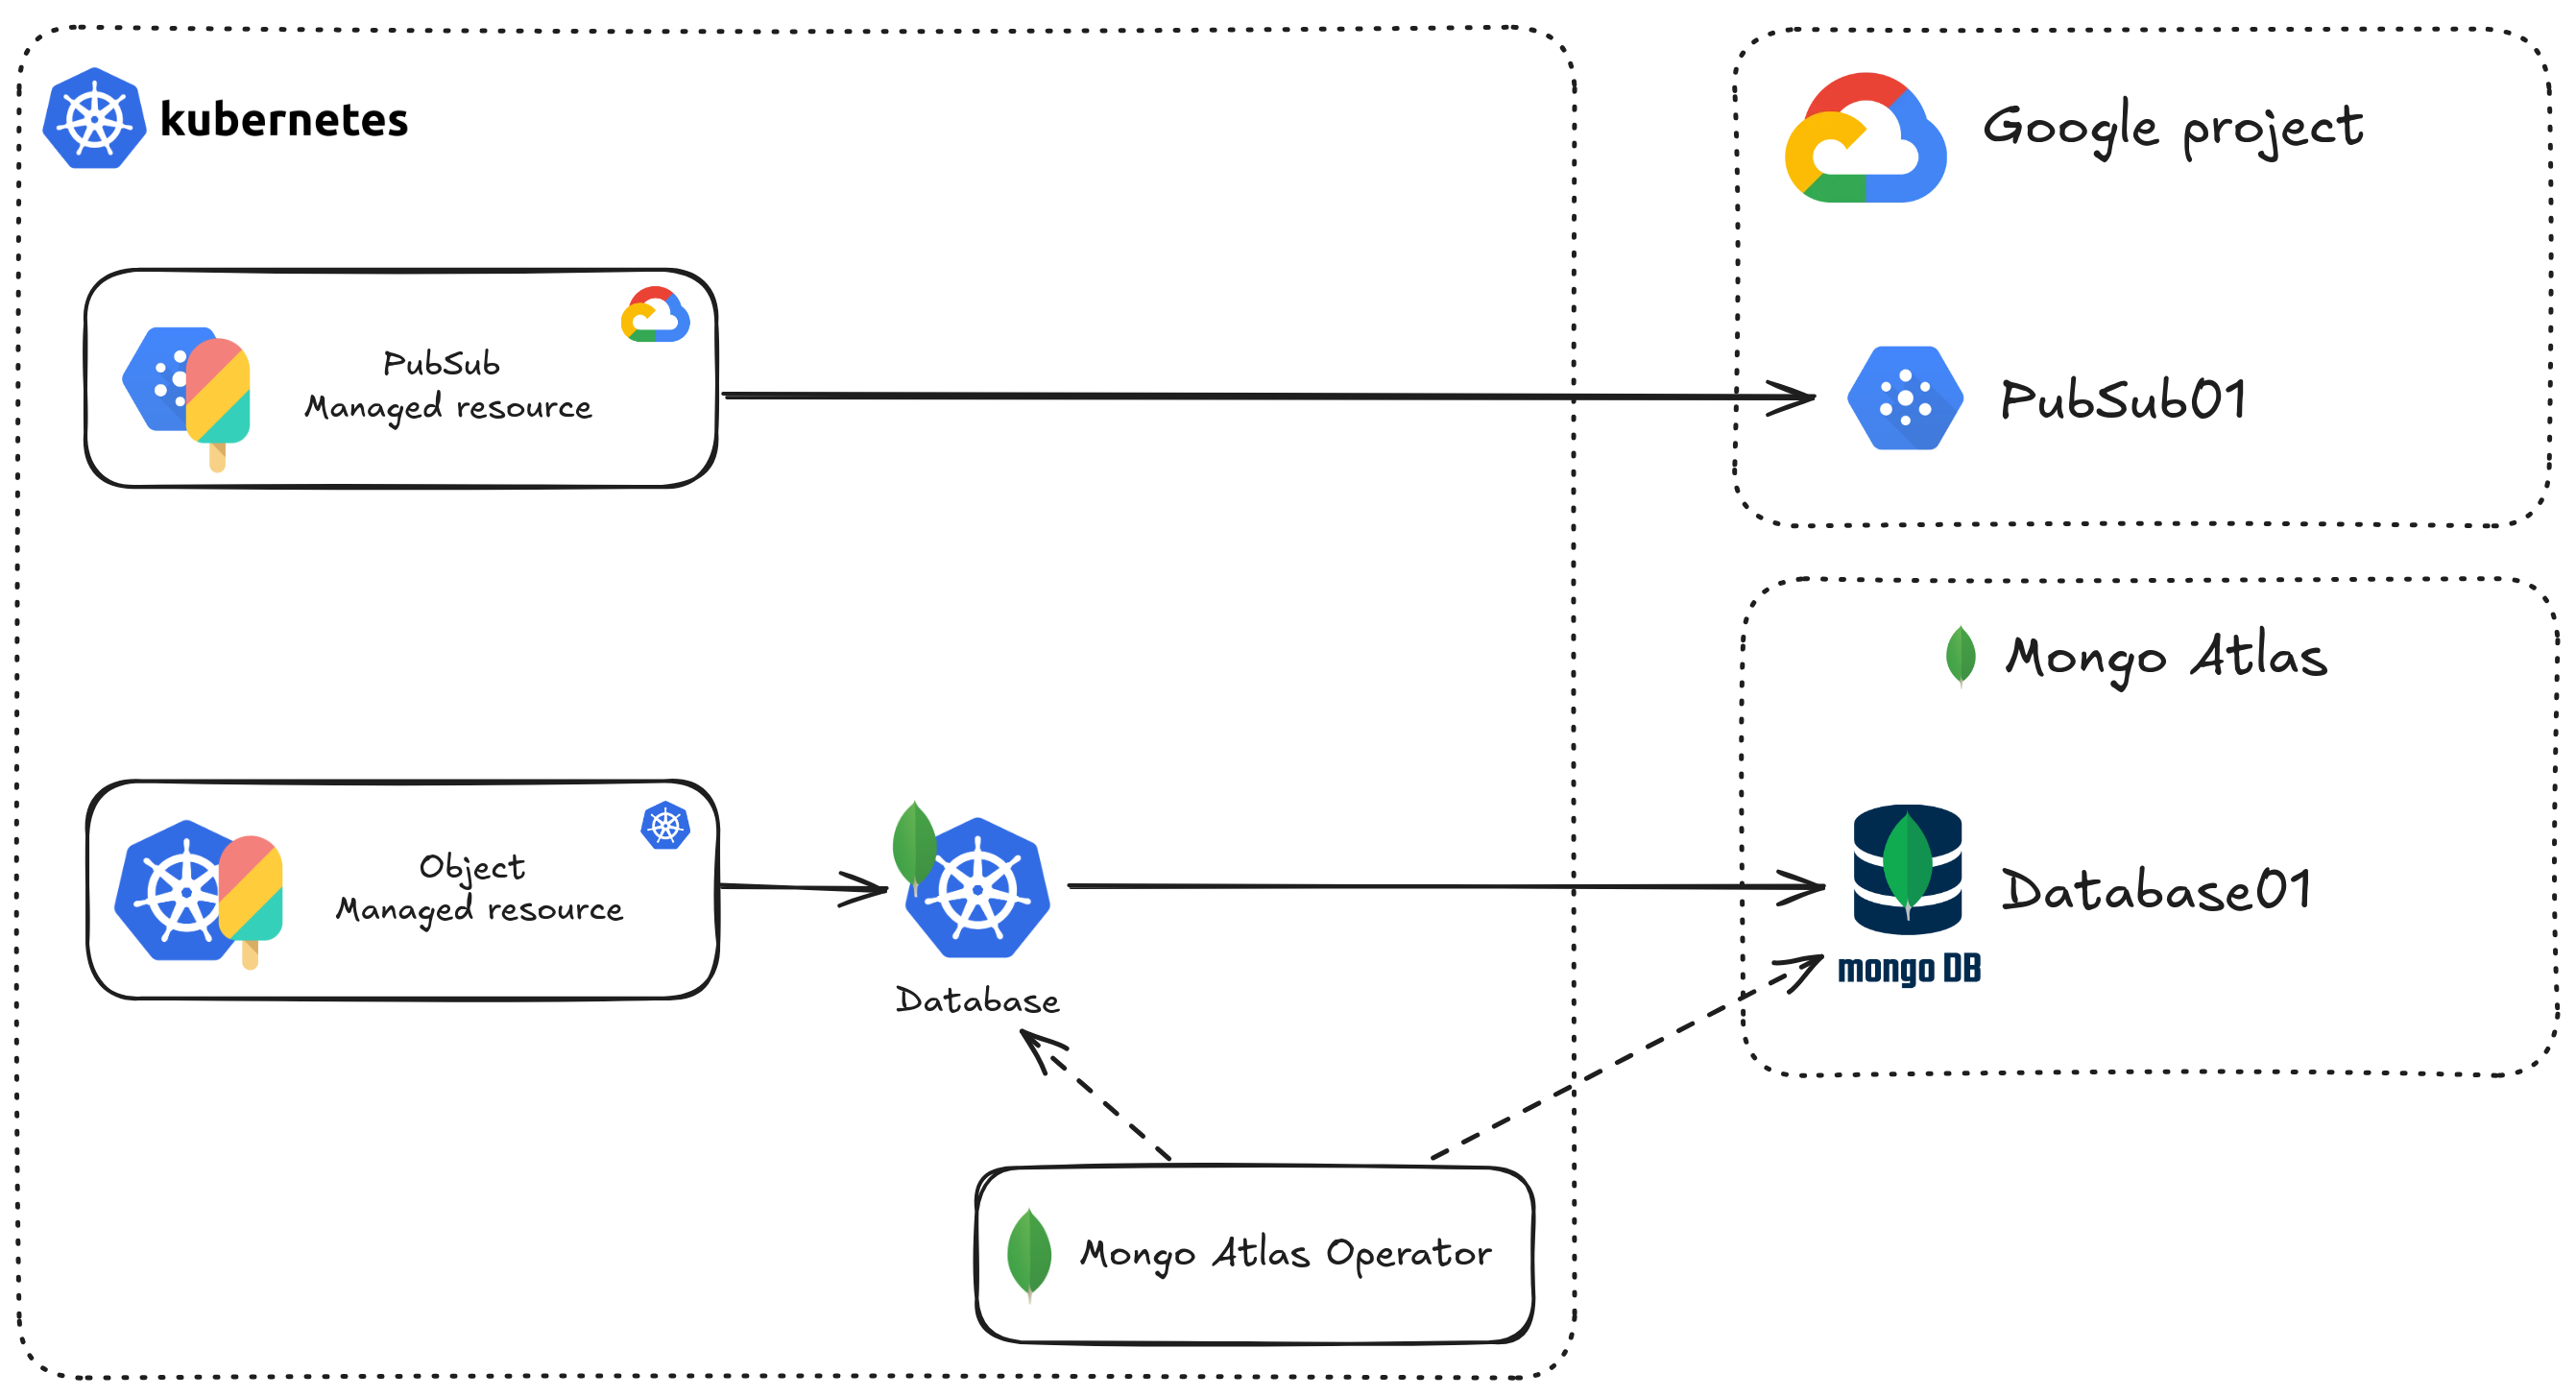 kubernetes
Google project
PubSub
Managed resource
PubSub01
Mongo Atlas
Object
Managed resource
Database
Database01
mongo DB
Mongo Atlas Operator